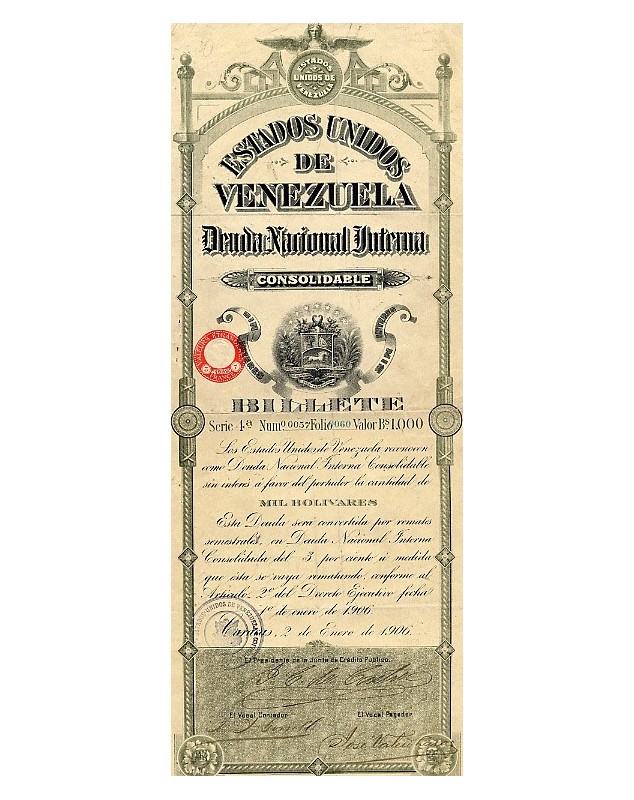 ESTADOS
UNIDOS DE
VENEZUELA
ESTADOS UNIDOS
DE
VENEZUELA
Deuda Nacional Interna
CONSOLIDABLE
BILLETE
Serie 4ª Numº 0057 Folio 060 Valor Bs 1,000
Los Estados Unidos de Venezuela reconocen
como Deuda Nacional Interna Consolidable
sin interés á favor del portador la cantidad de
MIL BOLIVARES
Esta Deuda será convertida por remates
semestrales, en Deuda Nacional Interna
Consolidada del 3 por ciento á medida
que ésta se vaya rematando, conforme al
Artículo 2º del Decreto Ejecutivo fecha
1º de enero de 1906.
Caracas, 2 de Enero de 1906.
El Presidente de la Junta de Crédito Público.
El Vocal Contador
El Vocal Pagador